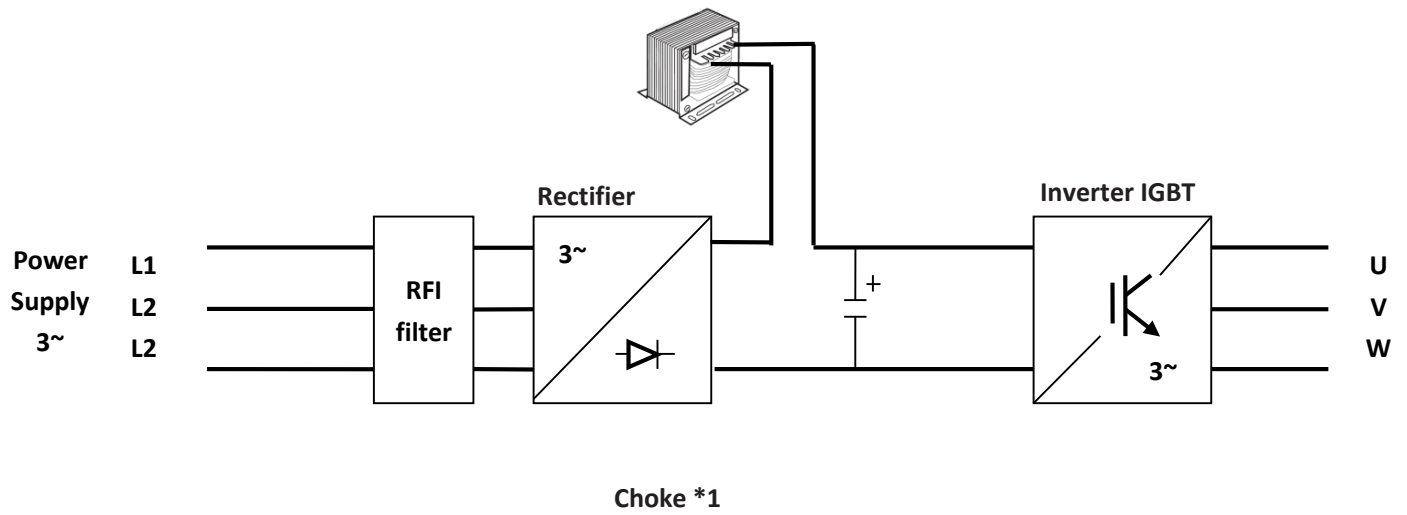 Rectifier
Inverter IGBT
Power
Supply
3~
L1
L2
L2
RFI
filter
3~
+
3~
U
V
W
Choke *1